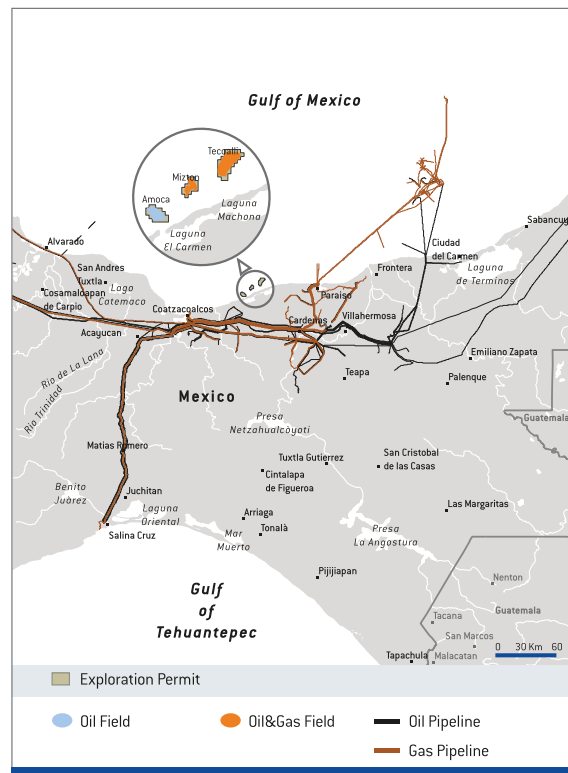 Gulf of Mexico
Tecoalli
Mizton
Amoca
Laguna
Machona
Laguna
El Carmen
Sabancuy
Alvarado
Ciudad
del Carmen
San Andres
Tuxtla
Lago
Catemaco
Frontera
Laguna
de Terminos
Cosamaloapan
de Carpio
Paraiso
Coatzacoalcos
Cardenas
Villahermosa
Acayucan
Emiliano Zapata
Rio de La Lana
Rio Trinidad
Teapa
Palenque
Mexico
Presa
Netzahualcòyoti
Guatemala
Matias Romero
Tuxtla Gutierrez
San Cristobal
de las Casas
Cintalapa
de Figueroa
Benito
Juàrez
Juchitan
Laguna
Oriental
Arriaga
Las Margaritas
Salina Cruz
Mar
Muerto
Tonalà
Presa
La Angostura
Pijijiapan
Nenton
Gulf
of
Tehuantepec
Tacana
Guatemala
San Marcos
Tapachula
Malacatan
0 30 Km 60
Exploration Permit
Oil Field
Oil&Gas Field
Oil Pipeline
Gas Pipeline